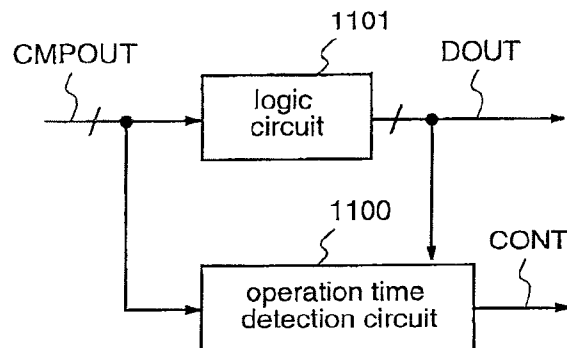 1101
CMPOUT
DOUT
logic
circuit
1100
CONT
operation time
detection circuit